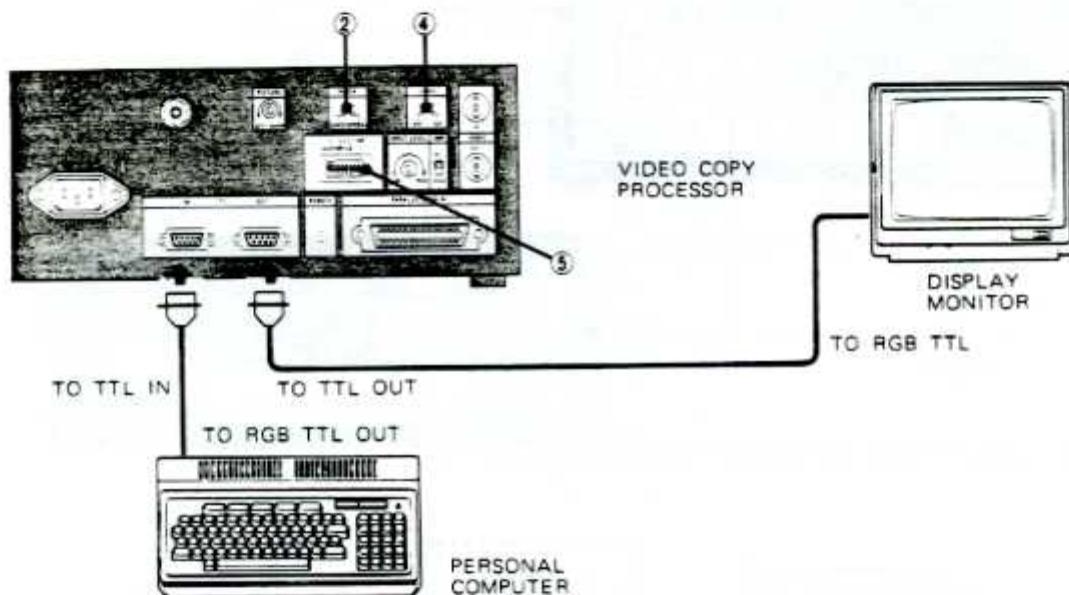 ② ④
VIDEO COPY
PROCESSOR
⑤
DISPLAY
MONITOR
TO RGB TTL
TO TTL IN
TO TTL OUT
TO RGB TTL OUT
PERSONAL
COMPUTER